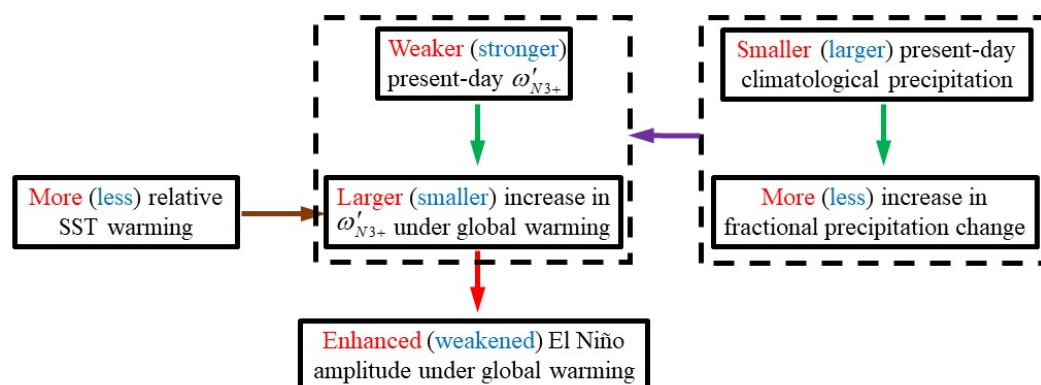 Weaker (stronger)
present-day ω′N3+
Smaller (larger) present-day
climatological precipitation
More (less) relative
SST warming
Larger (smaller) increase in
ω′N3+ under global warming
More (less) increase in
fractional precipitation change
Enhanced (weakened) El Niño
amplitude under global warming